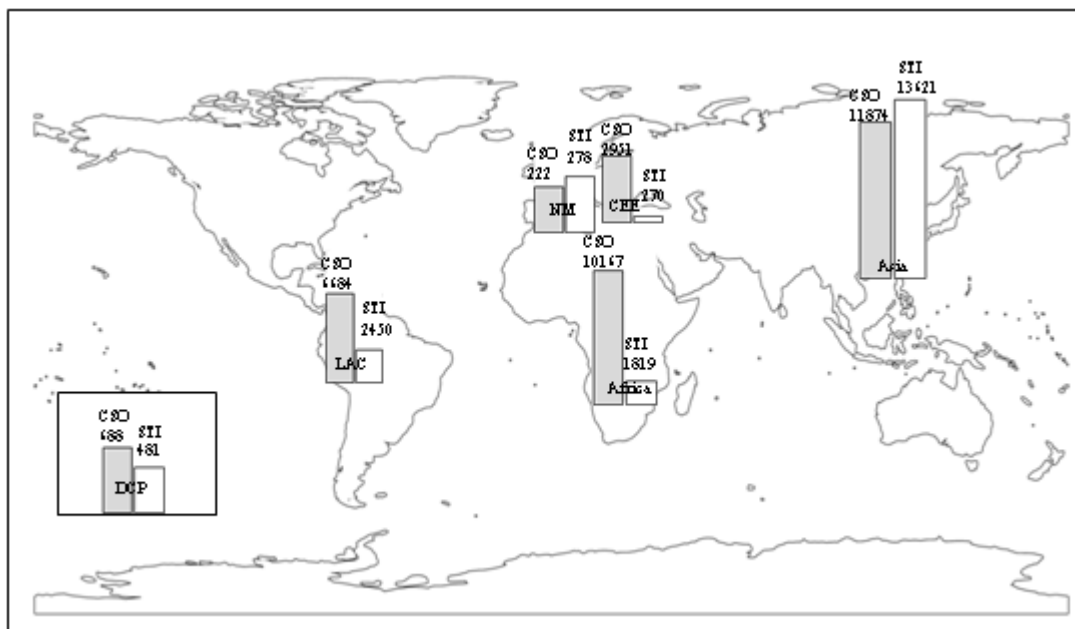 STI
13621
CSO
11874
Asia
STI
278
CSO
2951
CSO
222
STI
270
NM
CEE
CSO
10167
STI
1819
Africa
CSO
6684
STI
2450
LAC
CSO
688
STI
481
DCP